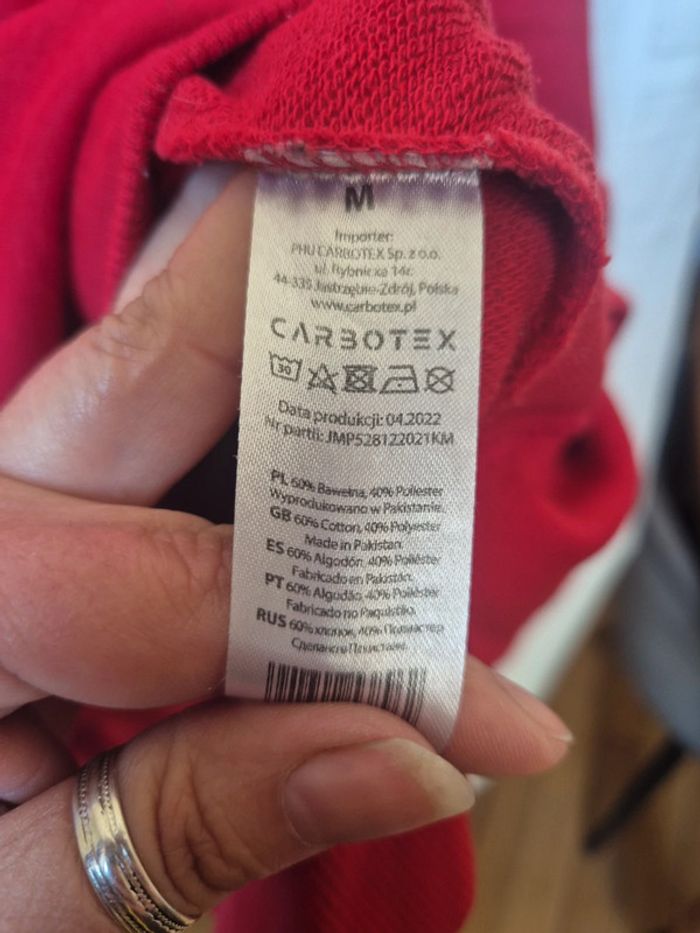 M
Importer:
PHU CARBOTEX Sp. z o.o.
ul. Rybnicka 14c
44-335 Jastrzębie-Zdrój, Polska
www.carbotex.pl
CARBOTEX
30
Data produkcji: 04.2022
Nr partii: JMP528122021KM
PL 60% Bawełna, 40% Poliester
Wyprodukowano w Pakistanie.
GB 60% Cotton, 40% Polyester
Made in Pakistan.
ES 60% Algodón, 40% Poliéster
Fabricado en Pakistán.
PT 60% Algodão, 40% Poliéster
Fabricado no Paquistão.
RUS 60% хлопок, 40% Полиэстер
Сделано в